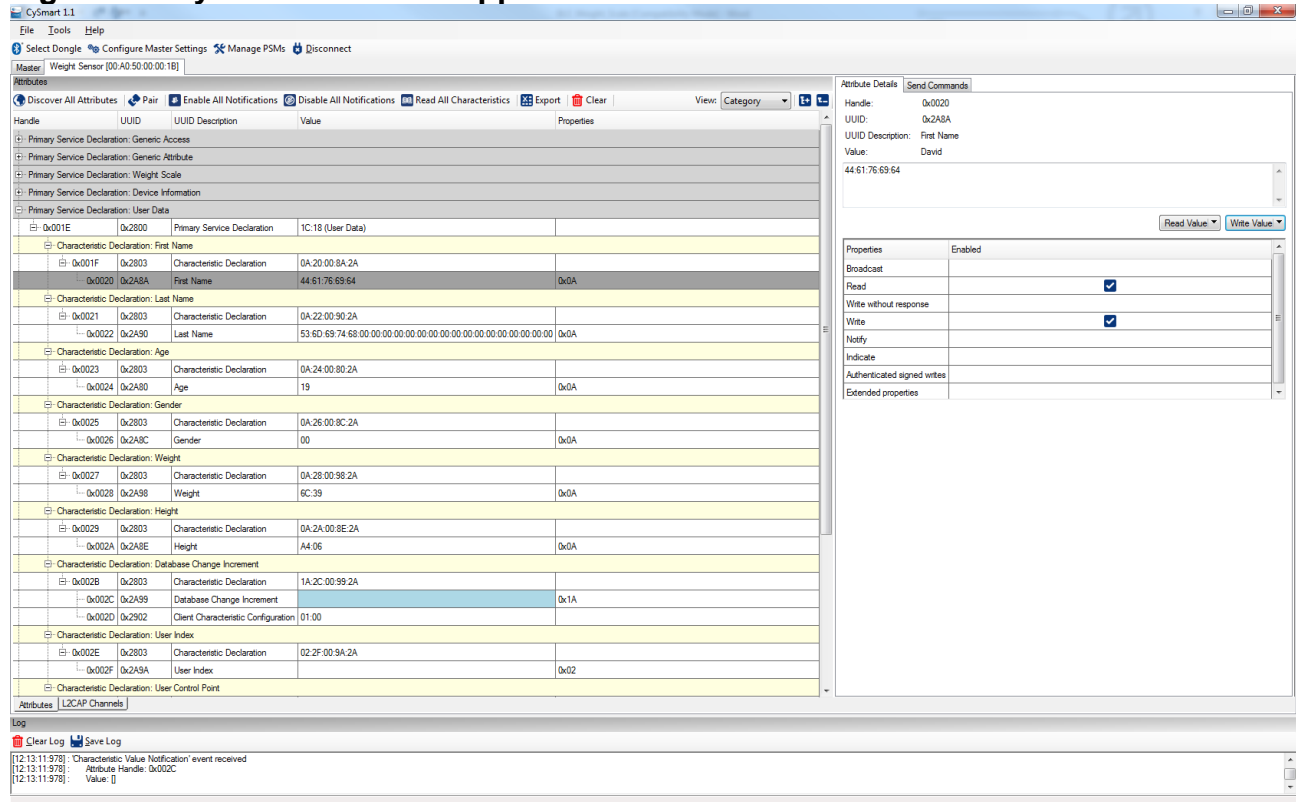 CySmart 1.1
File Tools Help
Select Dongle Configure Master Settings Manage PSMs Disconnect
Master Weight Sensor [00:A0:50:00:00:1B]
Attributes
Discover All Attributes Pair Enable All Notifications Disable All Notifications Read All Characteristics Export Clear View: Category
Handle UUID UUID Description Value Properties
Primary Service Declaration: Generic Access
Primary Service Declaration: Generic Attribute
Primary Service Declaration: Weight Scale
Primary Service Declaration: Device Information
Primary Service Declaration: User Data
0x001E 0x2800 Primary Service Declaration 1C:18 (User Data)
Characteristic Declaration: First Name
0x001F 0x2803 Characteristic Declaration 0A:20:00:8A:2A
0x0020 0x2A8A First Name 44:61:76:69:64 0x0A
Characteristic Declaration: Last Name
0x0021 0x2803 Characteristic Declaration 0A:22:00:90:2A
0x0022 0x2A90 Last Name 53:6D:69:74:68:00:00:00:00:00:00:00:00:00:00:00:00:00:00:00:00 0x0A
Characteristic Declaration: Age
0x0023 0x2803 Characteristic Declaration 0A:24:00:80:2A
0x0024 0x2A80 Age 19 0x0A
Characteristic Declaration: Gender
0x0025 0x2803 Characteristic Declaration 0A:26:00:8C:2A
0x0026 0x2A8C Gender 00 0x0A
Characteristic Declaration: Weight
0x0027 0x2803 Characteristic Declaration 0A:28:00:98:2A
0x0028 0x2A98 Weight 6C:39 0x0A
Characteristic Declaration: Height
0x0029 0x2803 Characteristic Declaration 0A:2A:00:8E:2A
0x002A 0x2A8E Height A4:06 0x0A
Characteristic Declaration: Database Change Increment
0x002B 0x2803 Characteristic Declaration 1A:2C:00:99:2A
0x002C 0x2A99 Database Change Increment 0x1A
0x002D 0x2902 Client Characteristic Configuration 01:00
Characteristic Declaration: User Index
0x002E 0x2803 Characteristic Declaration 02:2F:00:9A:2A
0x002F 0x2A9A User Index 0x02
Characteristic Declaration: User Control Point
Attributes L2CAP Channels
Attribute Details Send Commands
Handle: 0x0020
UUID: 0x2A8A
UUID Description: First Name
Value: David
44:61:76:69:64
Read Value Write Value
Properties Enabled
Broadcast
Read
Write without response
Write
Notify
Indicate
Authenticated signed writes
Extended properties
Log
Clear Log Save Log
[12:13:11:978] : 'Characteristic Value Notification' event received
[12:13:11:978] : Attribute Handle: 0x002C
[12:13:11:978] : Value: []